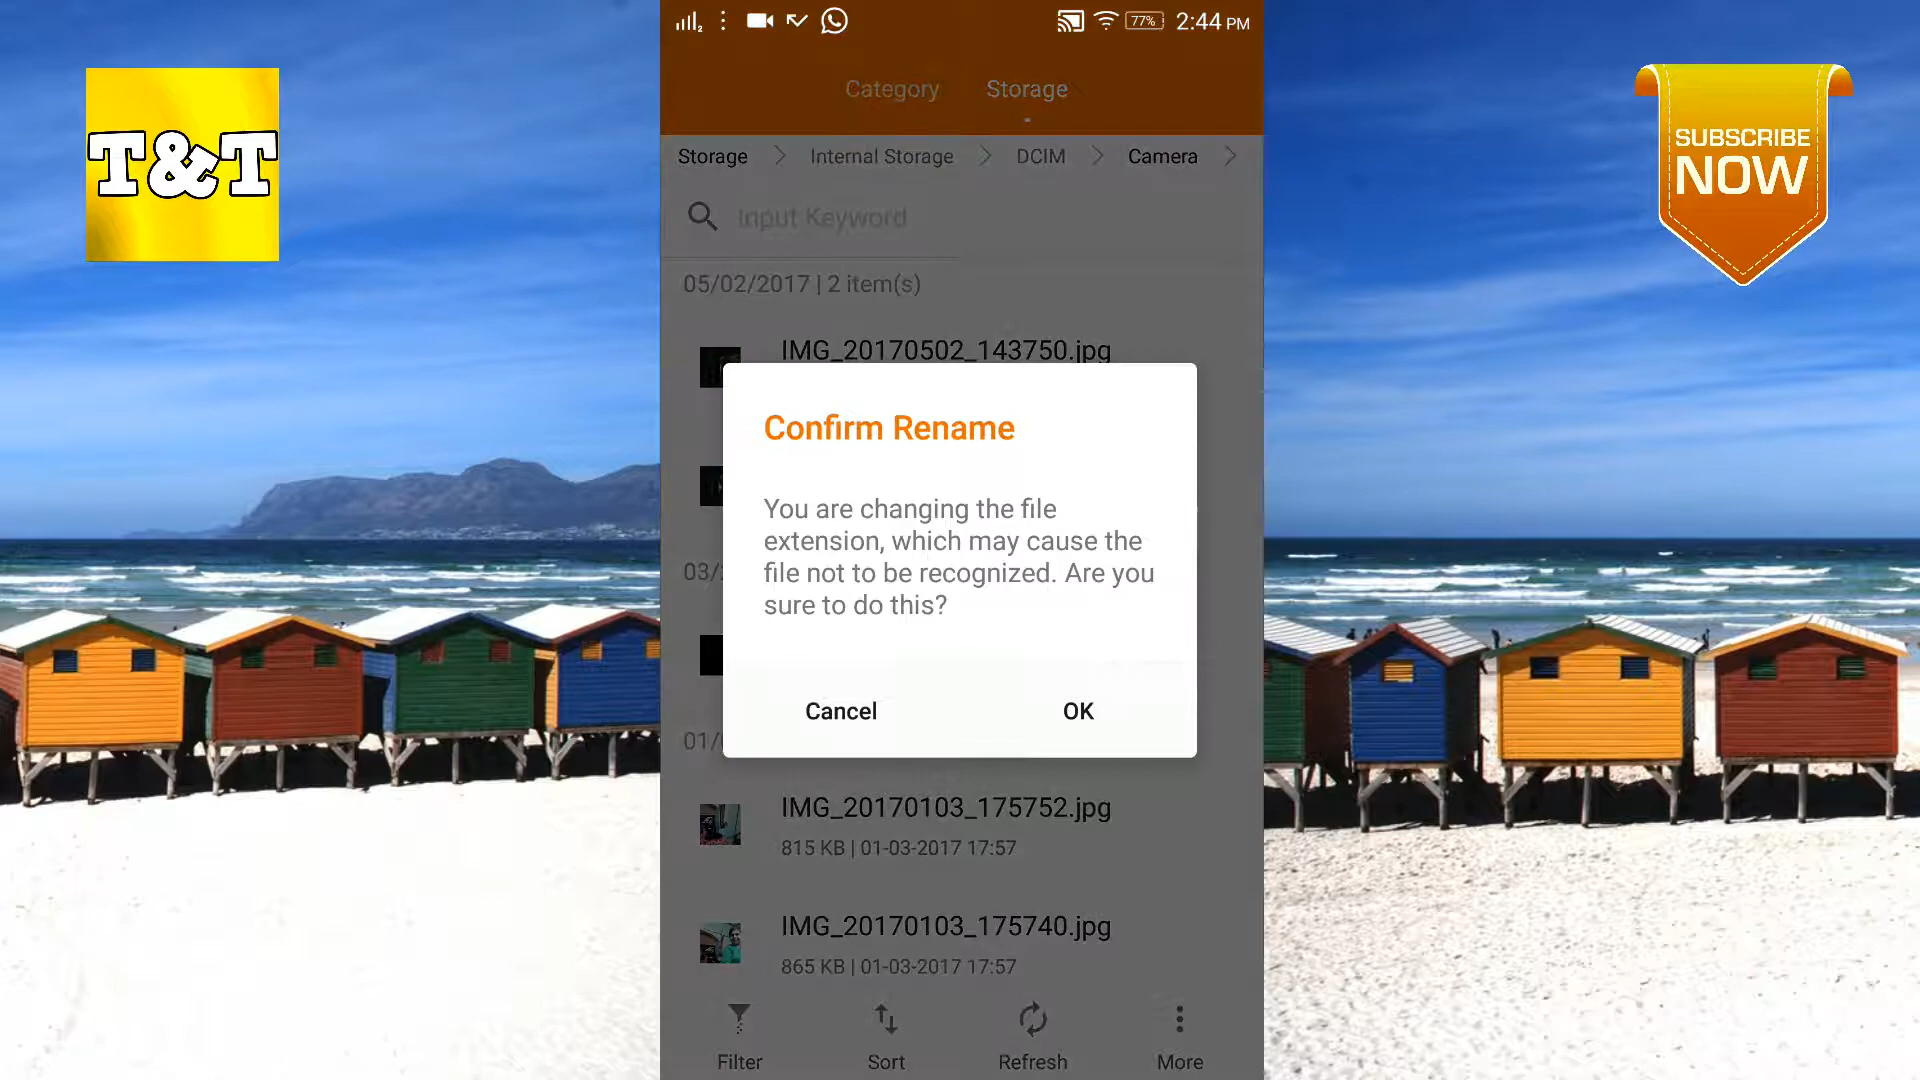 77% 2:44 PM
T&T
SUBSCRIBE
NOW
Category Storage
Storage Internal Storage DCIM Camera
Input Keyword
05/02/2017 | 2 item(s)
IMG_20170502_143750.jpg
Confirm Rename
You are changing the file
extension, which may cause the
file not to be recognized. Are you
sure to do this?
Cancel OK
IMG_20170103_175752.jpg
815 KB | 01-03-2017 17:57
IMG_20170103_175740.jpg
865 KB | 01-03-2017 17:57
Filter Sort Refresh More